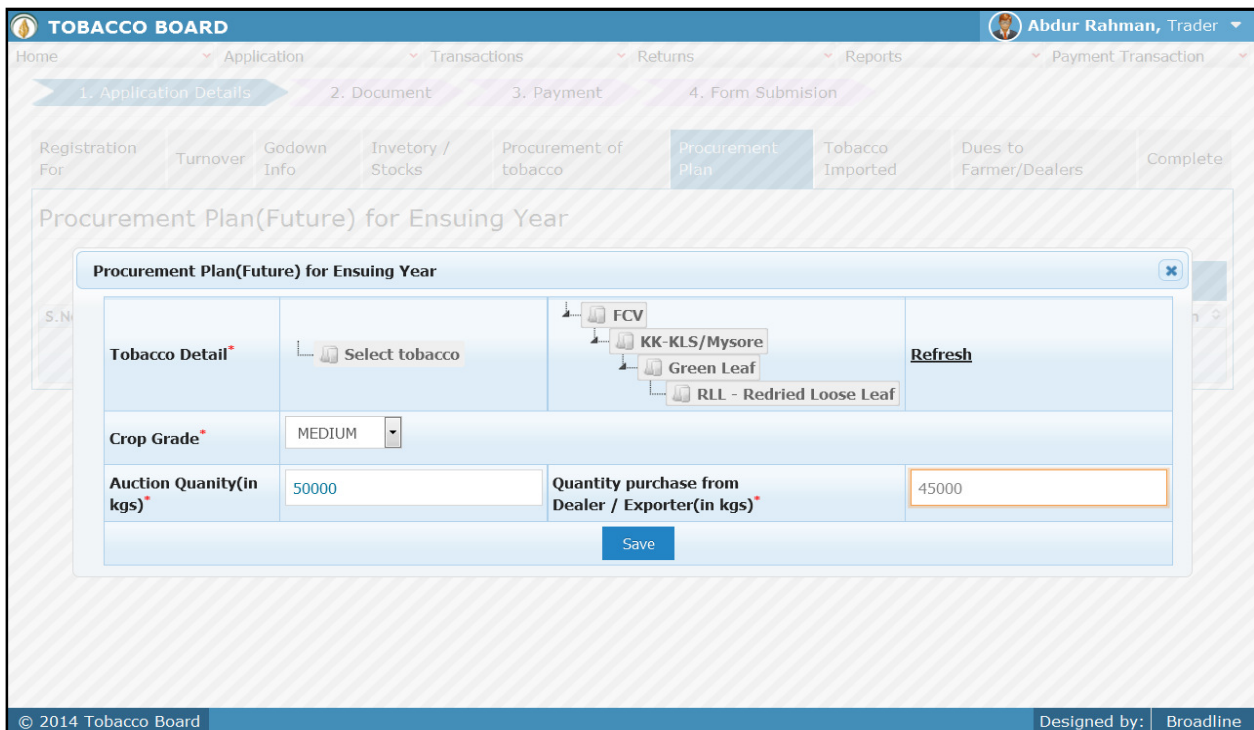 TOBACCO BOARD
Abdur Rahman, Trader
Home Application Transactions Returns Reports Payment Transaction
1. Application Details 2. Document 3. Payment 4. Form Submision
Registration For
Turnover
Godown Info
Invetory / Stocks
Procurement of tobacco
Procurement Plan
Tobacco Imported
Dues to Farmer/Dealers
Complete
Procurement Plan(Future) for Ensuing Year
Procurement Plan(Future) for Ensuing Year
Tobacco Detail*
Select tobacco
FCV
KK-KLS/Mysore
Green Leaf
RLL - Redried Loose Leaf
Refresh
Crop Grade*
MEDIUM
Auction Quanity(in
kgs)*
50000
Quantity purchase from
Dealer / Exporter(in kgs)*
45000
Save
© 2014 Tobacco Board
Designed by: Broadline